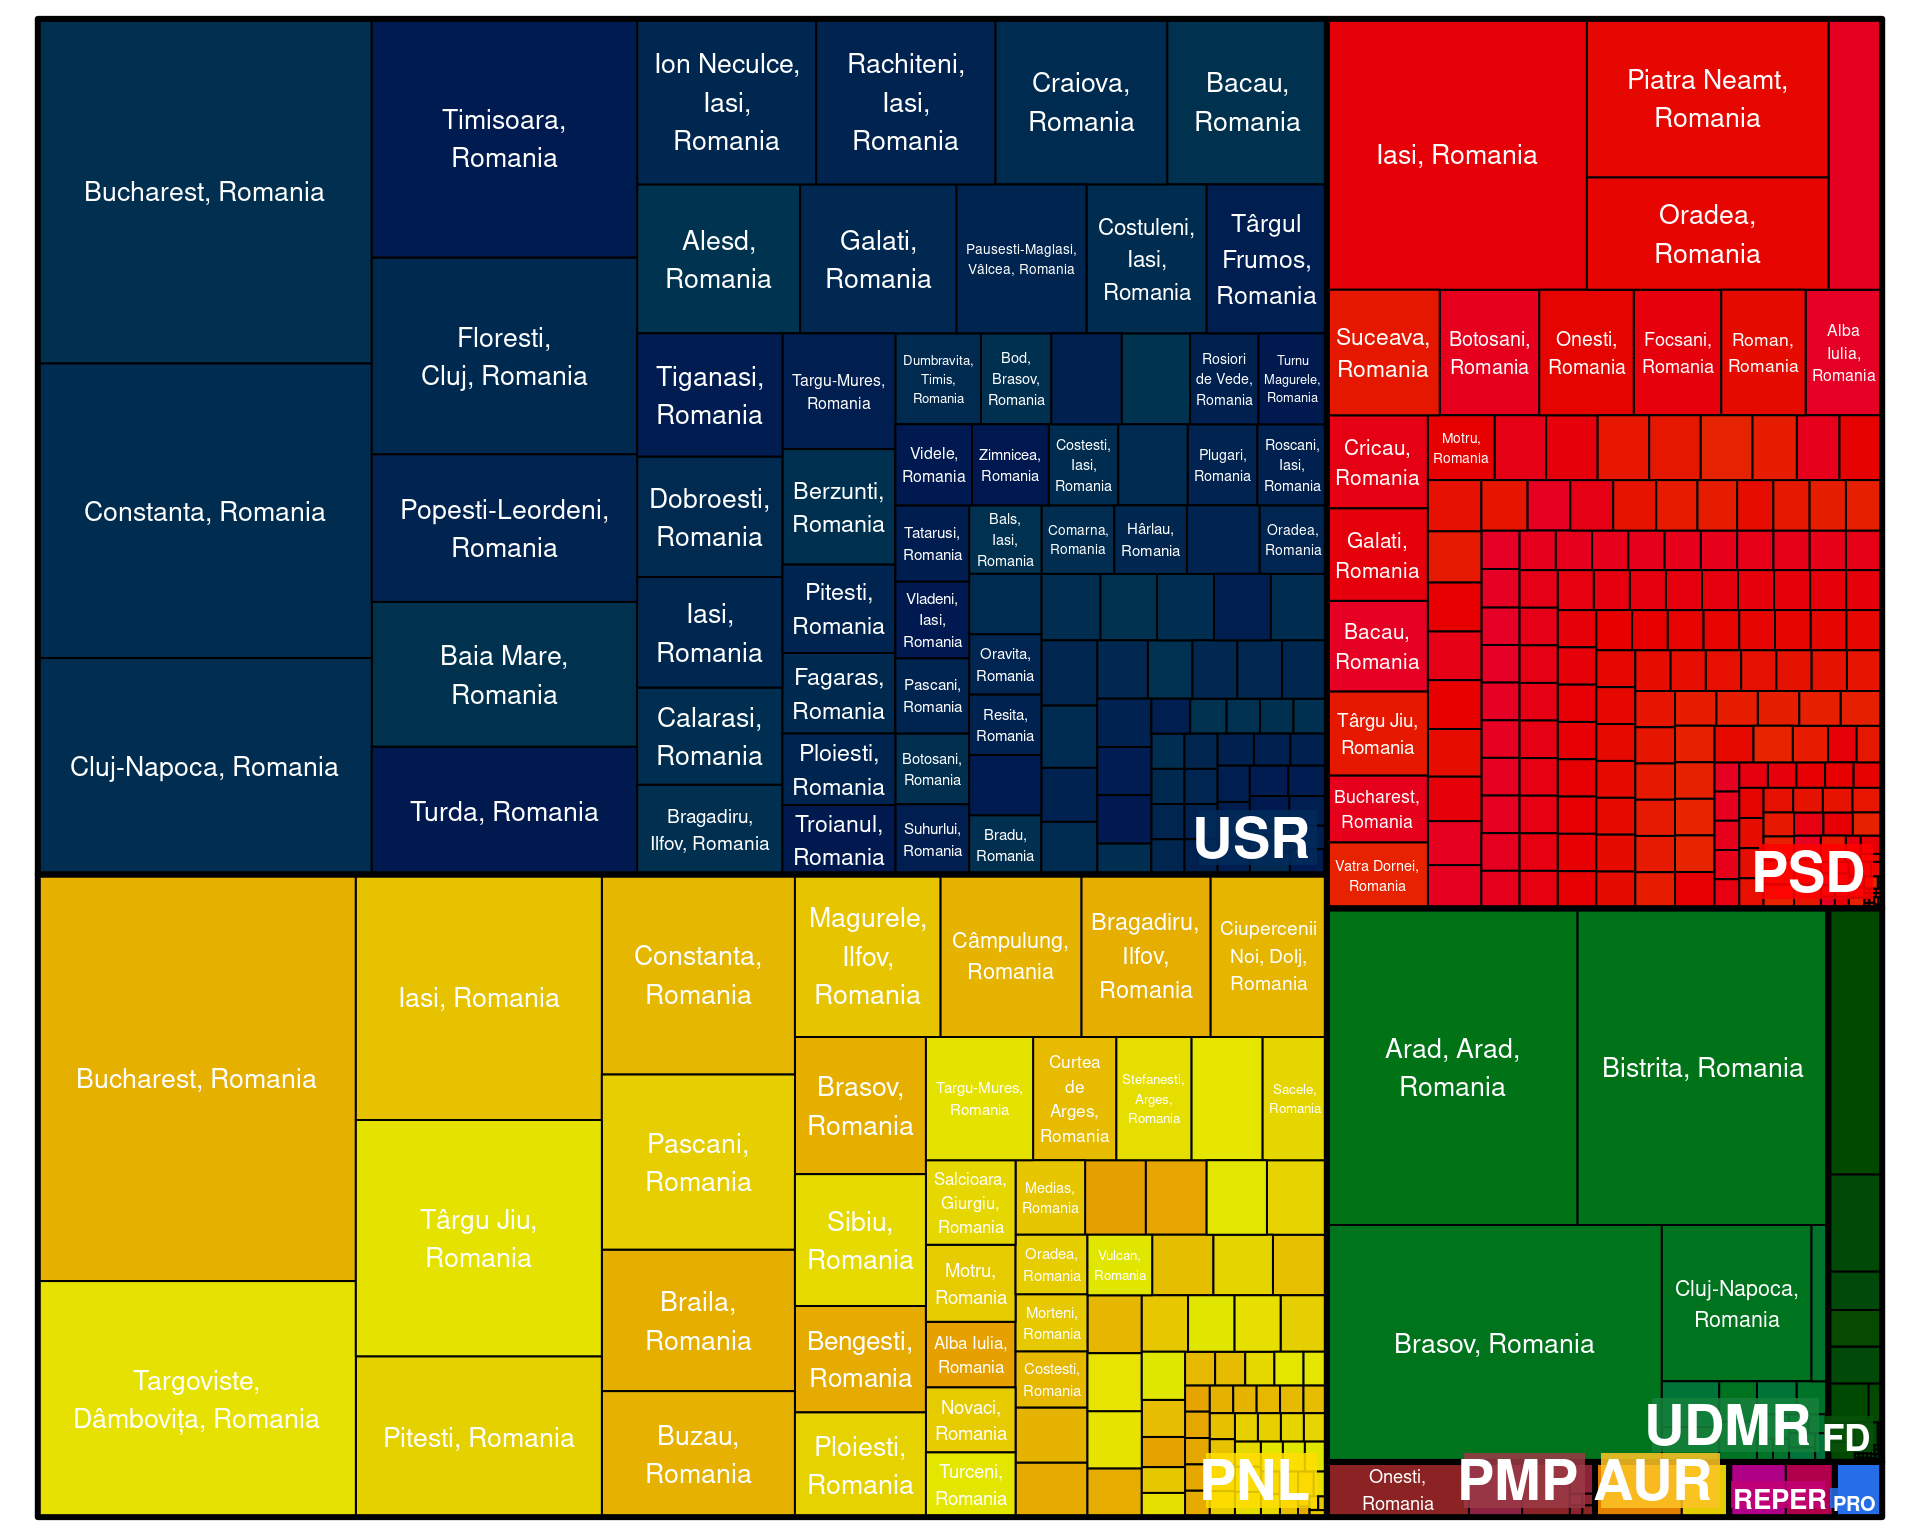 Bucharest, Romania
Constanta, Romania
Cluj-Napoca, Romania
Timisoara,
Romania
Floresti,
Cluj, Romania
Popesti-Leordeni,
Romania
Baia Mare,
Romania
Turda, Romania
Ion Neculce,
Iasi,
Romania
Rachiteni,
Iasi,
Romania
Craiova,
Romania
Bacau,
Romania
Alesd,
Romania
Galati,
Romania
Pausesti-Maglasi,
Vâlcea, Romania
Costuleni,
Iasi,
Romania
Târgul
Frumos,
Romania
Tiganasi,
Romania
Dobroesti,
Romania
Iasi,
Romania
Calarasi,
Romania
Bragadiru,
Ilfov, Romania
Targu-Mures,
Romania
Berzunti,
Romania
Pitesti,
Romania
Fagaras,
Romania
Ploiesti,
Romania
Troianul,
Romania
Dumbravita,
Timis,
Romania
Bod,
Brasov,
Romania
Rosiori
de Vede,
Romania
Turnu
Magurele,
Romania
Videle,
Romania
Zimnicea,
Romania
Costesti,
Iasi,
Romania
Plugari,
Romania
Roscani,
Iasi,
Romania
Tatarusi,
Romania
Bals,
Iasi,
Romania
Comarna,
Romania
Hârlau,
Romania
Oradea,
Romania
Vladeni,
Iasi,
Romania
Pascani,
Romania
Botosani,
Romania
Suhurlui,
Romania
Oravita,
Romania
Resita,
Romania
Bradu,
Romania
USR
Iasi, Romania
Piatra Neamt,
Romania
Oradea,
Romania
Suceava,
Romania
Botosani,
Romania
Onesti,
Romania
Focsani,
Romania
Roman,
Romania
Alba
Iulia,
Romania
Cricau,
Romania
Galati,
Romania
Bacau,
Romania
Târgu Jiu,
Romania
Bucharest,
Romania
Vatra Dornei,
Romania
Motru,
Romania
PSD
Bucharest, Romania
Targoviste,
Dâmbovița, Romania
Iasi, Romania
Târgu Jiu,
Romania
Pitesti, Romania
Constanta,
Romania
Pascani,
Romania
Braila,
Romania
Buzau,
Romania
Magurele,
Ilfov,
Romania
Câmpulung,
Romania
Bragadiru,
Ilfov,
Romania
Ciupercenii
Noi, Dolj,
Romania
Brasov,
Romania
Sibiu,
Romania
Bengesti,
Romania
Ploiesti,
Romania
Targu-Mures,
Romania
Curtea
de
Arges,
Romania
Stefanesti,
Arges,
Romania
Sacele,
Romania
Salcioara,
Giurgiu,
Romania
Motru,
Romania
Alba Iulia,
Romania
Novaci,
Romania
Turceni,
Romania
Medias,
Romania
Oradea,
Romania
Vulcan,
Romania
Morteni,
Romania
Costesti,
Romania
PNL
Arad, Arad,
Romania
Bistrita, Romania
Brasov, Romania
Cluj-Napoca,
Romania
UDMR
FD
Onesti,
Romania
PMP
AUR
REPER
PRO